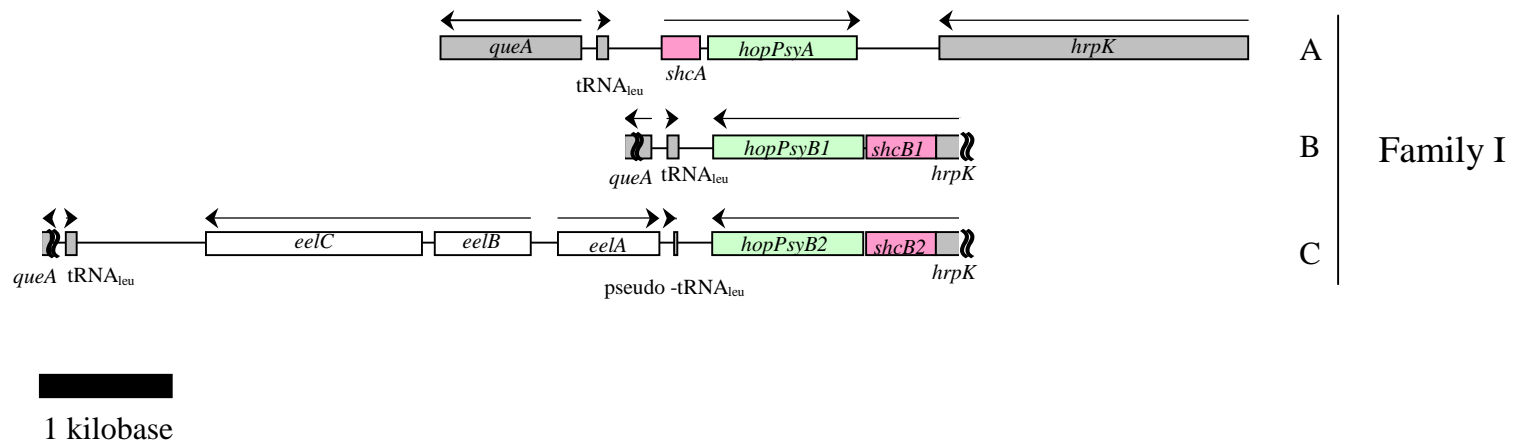 queA hopPsyA hrpK A
tRNAleu shcA
hopPsyB1 shcB1 B Family I
queA tRNAleu hrpK
eelC eelB eelA hopPsyB2 shcB2 C
queA tRNAleu hrpK
pseudo -tRNAleu
1 kilobase